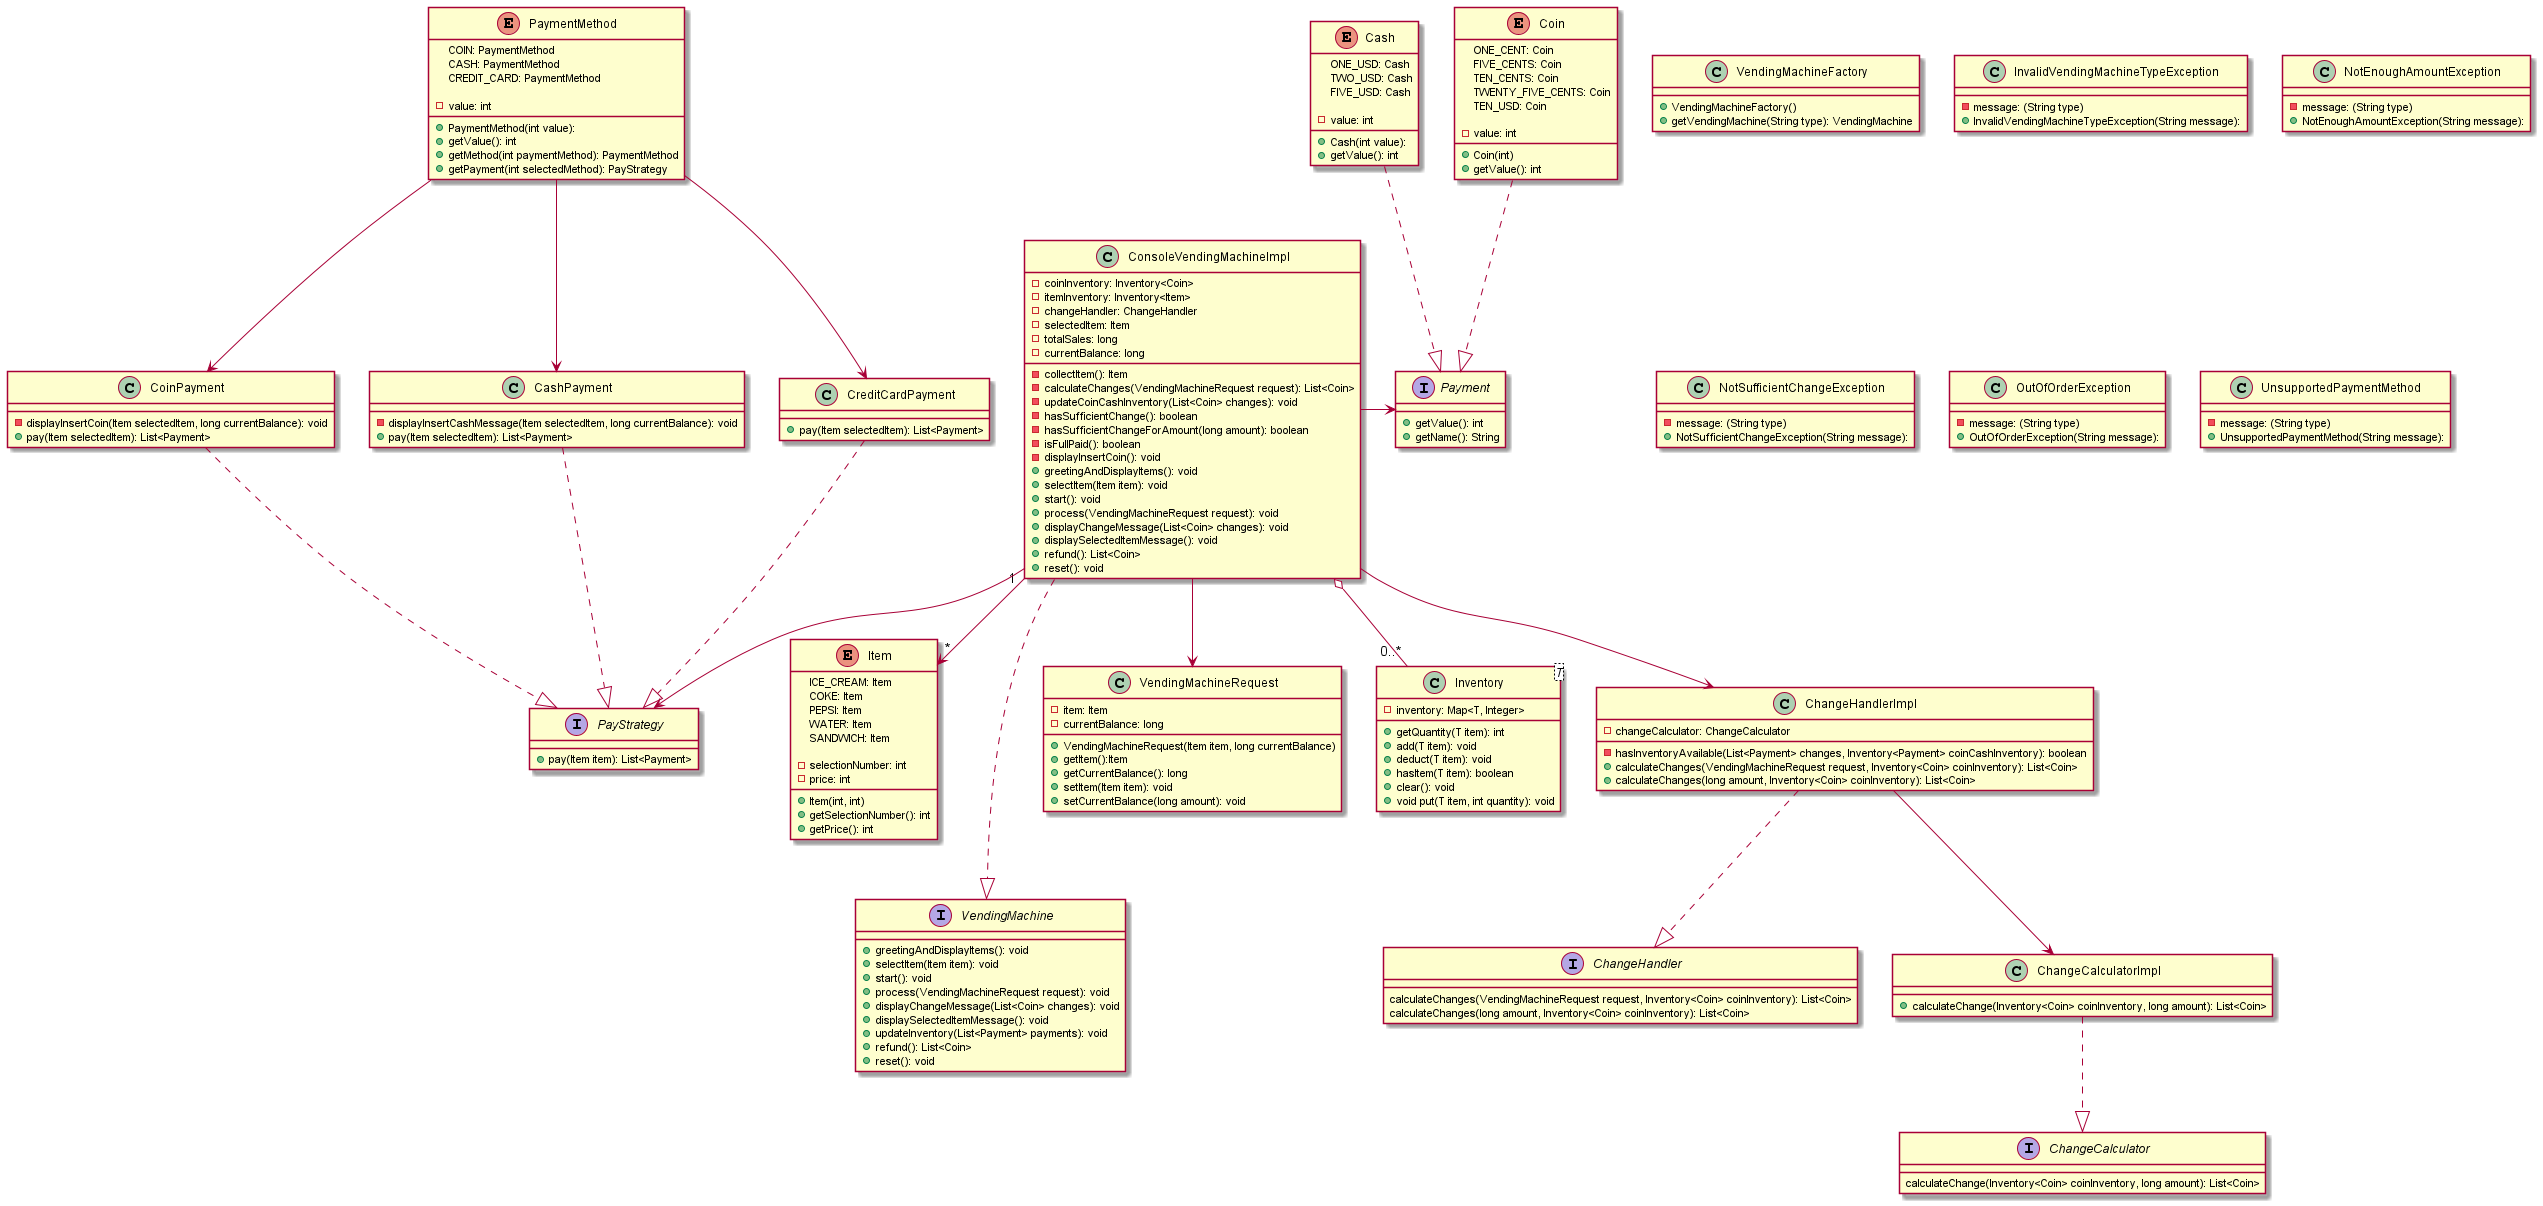 E PaymentMethod
COIN: PaymentMethod
CASH: PaymentMethod
CREDIT_CARD: PaymentMethod
value: int
PaymentMethod(int value):
getValue(): int
getMethod(int paymentMethod): PaymentMethod
getPayment(int selectedMethod): PayStrategy
E Cash
ONE_USD: Cash
TWO_USD: Cash
FIVE_USD: Cash
value: int
Cash(int value):
getValue(): int
E Coin
ONE_CENT: Coin
FIVE_CENTS: Coin
TEN_CENTS: Coin
TWENTY_FIVE_CENTS: Coin
TEN_USD: Coin
value: int
Coin(int)
getValue(): int
C VendingMachineFactory
VendingMachineFactory()
getVendingMachine(String type): VendingMachine
C InvalidVendingMachineTypeException
message: (String type)
InvalidVendingMachineTypeException(String message):
C NotEnoughAmountException
message: (String type)
NotEnoughAmountException(String message):
C ConsoleVendingMachineImpl
coinInventory: Inventory<Coin>
itemInventory: Inventory<Item>
changeHandler: ChangeHandler
selectedItem: Item
totalSales: long
currentBalance: long
collectItem(): Item
calculateChanges(VendingMachineRequest request): List<Coin>
updateCoinCashInventory(List<Coin> changes): void
hasSufficientChange(): boolean
hasSufficientChangeForAmount(long amount): boolean
isFullPaid(): boolean
displayInsertCoin(): void
greetingAndDisplayItems(): void
selectItem(Item item): void
start(): void
process(VendingMachineRequest request): void
displayChangeMessage(List<Coin> changes): void
displaySelectedItemMessage(): void
refund(): List<Coin>
reset(): void
C CoinPayment
displayInsertCoin(Item selectedItem, long currentBalance): void
pay(Item selectedItem): List<Payment>
C CashPayment
displayInsertCashMessage(Item selectedItem, long currentBalance): void
pay(Item selectedItem): List<Payment>
C CreditCardPayment
pay(Item selectedItem): List<Payment>
I Payment
getValue(): int
getName(): String
C NotSufficientChangeException
message: (String type)
NotSufficientChangeException(String message):
C OutOfOrderException
message: (String type)
OutOfOrderException(String message):
C UnsupportedPaymentMethod
message: (String type)
UnsupportedPaymentMethod(String message):
1
*
0..*
I PayStrategy
pay(Item item): List<Payment>
E Item
ICE_CREAM: Item
COKE: Item
PEPSI: Item
WATER: Item
SANDWICH: Item
selectionNumber: int
price: int
Item(int, int)
getSelectionNumber(): int
getPrice(): int
C VendingMachineRequest
item: Item
currentBalance: long
VendingMachineRequest(Item item, long currentBalance)
getItem():Item
getCurrentBalance(): long
setItem(Item item): void
setCurrentBalance(long amount): void
C Inventory
T
inventory: Map<T, Integer>
getQuantity(T item): int
add(T item): void
deduct(T item): void
hasItem(T item): boolean
clear(): void
void put(T item, int quantity): void
C ChangeHandlerImpl
changeCalculator: ChangeCalculator
hasInventoryAvailable(List<Payment> changes, Inventory<Payment> coinCashInventory): boolean
calculateChanges(VendingMachineRequest request, Inventory<Coin> coinInventory): List<Coin>
calculateChanges(long amount, Inventory<Coin> coinInventory): List<Coin>
I VendingMachine
greetingAndDisplayItems(): void
selectItem(Item item): void
start(): void
process(VendingMachineRequest request): void
displayChangeMessage(List<Coin> changes): void
displaySelectedItemMessage(): void
updateInventory(List<Payment> payments): void
refund(): List<Coin>
reset(): void
I ChangeHandler
calculateChanges(VendingMachineRequest request, Inventory<Coin> coinInventory): List<Coin>
calculateChanges(long amount, Inventory<Coin> coinInventory): List<Coin>
C ChangeCalculatorImpl
calculateChange(Inventory<Coin> coinInventory, long amount): List<Coin>
I ChangeCalculator
calculateChange(Inventory<Coin> coinInventory, long amount): List<Coin>